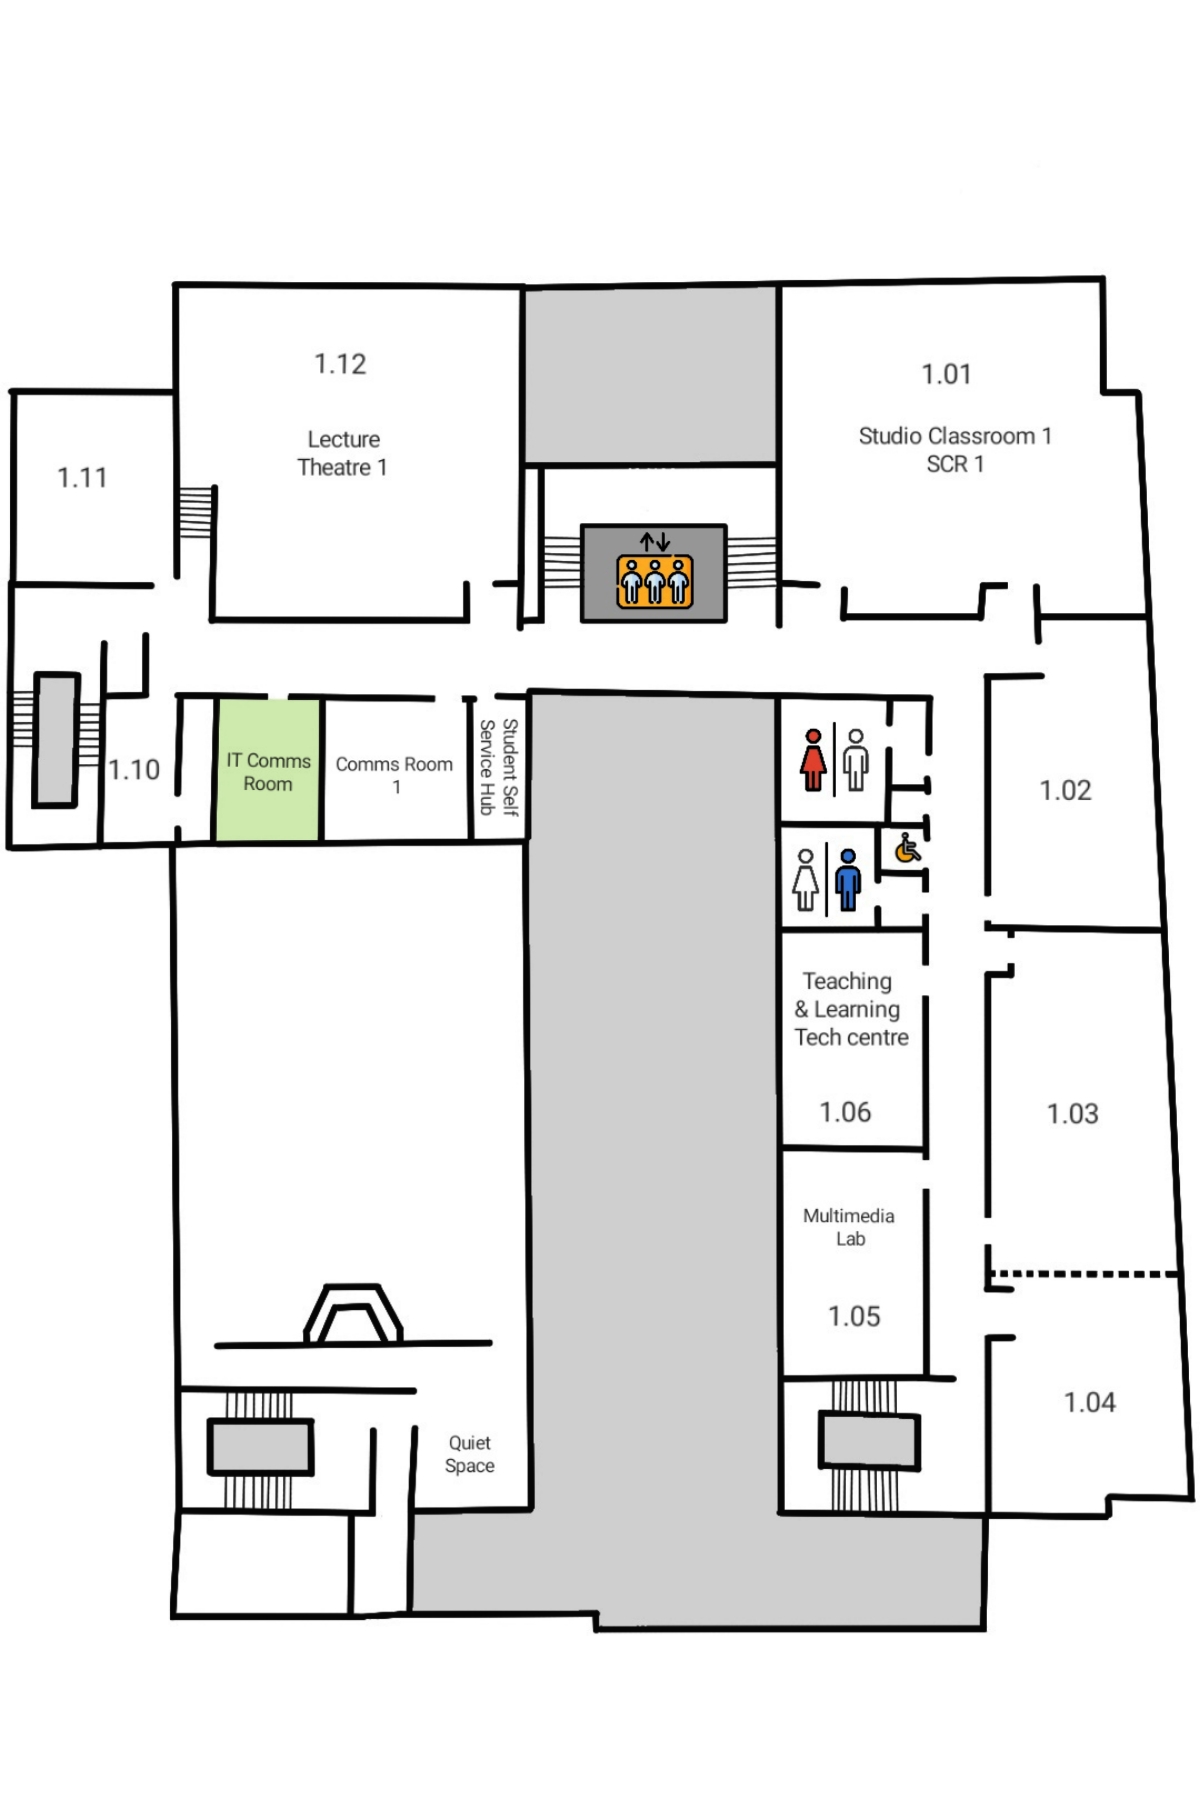 1.12
Lecture
Theatre 1
1.01
Studio Classroom 1
SCR 1
1.11
1.10
IT Comms
Room
Comms Room
1
Student Self
Service Hub
1.02
Teaching
& Learning
Tech centre
1.06
1.03
Multimedia
Lab
1.05
1.04
Quiet
Space